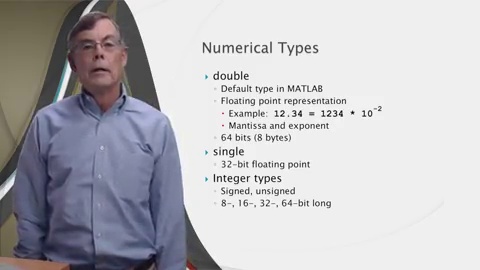 Numerical Types
double
Default type in MATLAB
Floating point representation
Example: 12.34 = 1234 * 10^-2
Mantissa and exponent
64 bits (8 bytes)
single
32-bit floating point
Integer types
Signed, unsigned
8-, 16-, 32-, 64-bit long